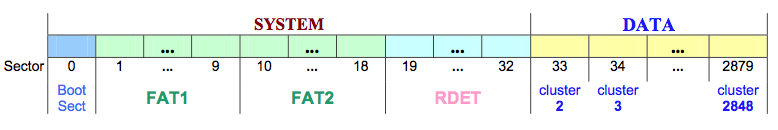 SYSTEM DATA
... ... ... ...
Sector 0 1 ... 9 10 ... 18 19 ... 32 33 34 ... 2879
Boot FAT1 FAT2 RDET cluster cluster cluster
Sect 2 3 2848